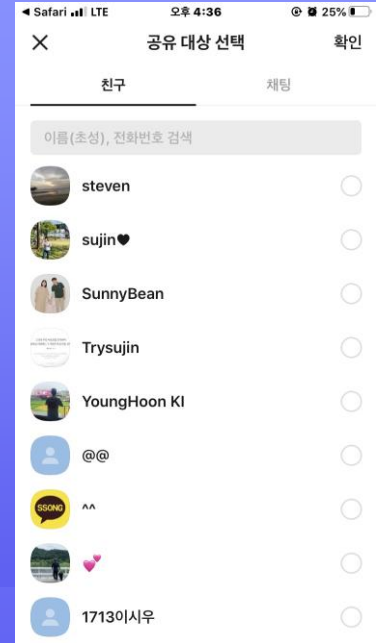 ◀ Safari LTE 오후 4:36 25%
× 공유 대상 선택 확인
친구 채팅
이름(초성), 전화번호 검색
steven
sujin♥
SunnyBean
Trysujin
YoungHoon KI
@@
SSONG ^^
💕
1713이시우